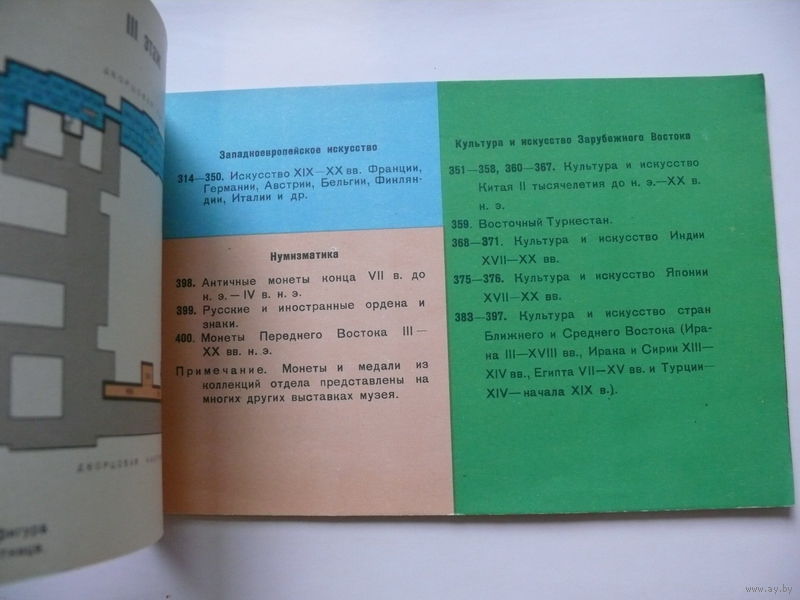 III ЭТАЖ
ДВОРЦОВАЯ
ДВОРЦОВАЯ
фигура
Западноевропейское искусство
314—350. Искусство XIX—XX вв. Франции,
Германии, Австрии, Бельгии, Финлян-
дии, Италии и др.
Нумизматика
398. Античные монеты конца VII в. до
н. э.— IV в. н. э.
399. Русские и иностранные ордена и
знаки.
400. Монеты Переднего Востока III—
XX вв. н. э.
Примечание. Монеты и медали из
коллекций отдела представлены на
многих других выставках музея.
Культура и искусство Зарубежного Востока
351—358, 360—367. Культура и искусство
Китая II тысячелетия до н. э.—XX в.
н. э.
359. Восточный Туркестан.
368—371. Культура и искусство Индии
XVII—XX вв.
375—376. Культура и искусство Японии
XVII—XX вв.
383—397. Культура и искусство стран
Ближнего и Среднего Востока (Ира-
на III—XVIII вв., Ирака и Сирии XIII—
XIV вв., Египта VII—XV вв. и Турции—
XIV—начала XIX в.).
www.ay.by